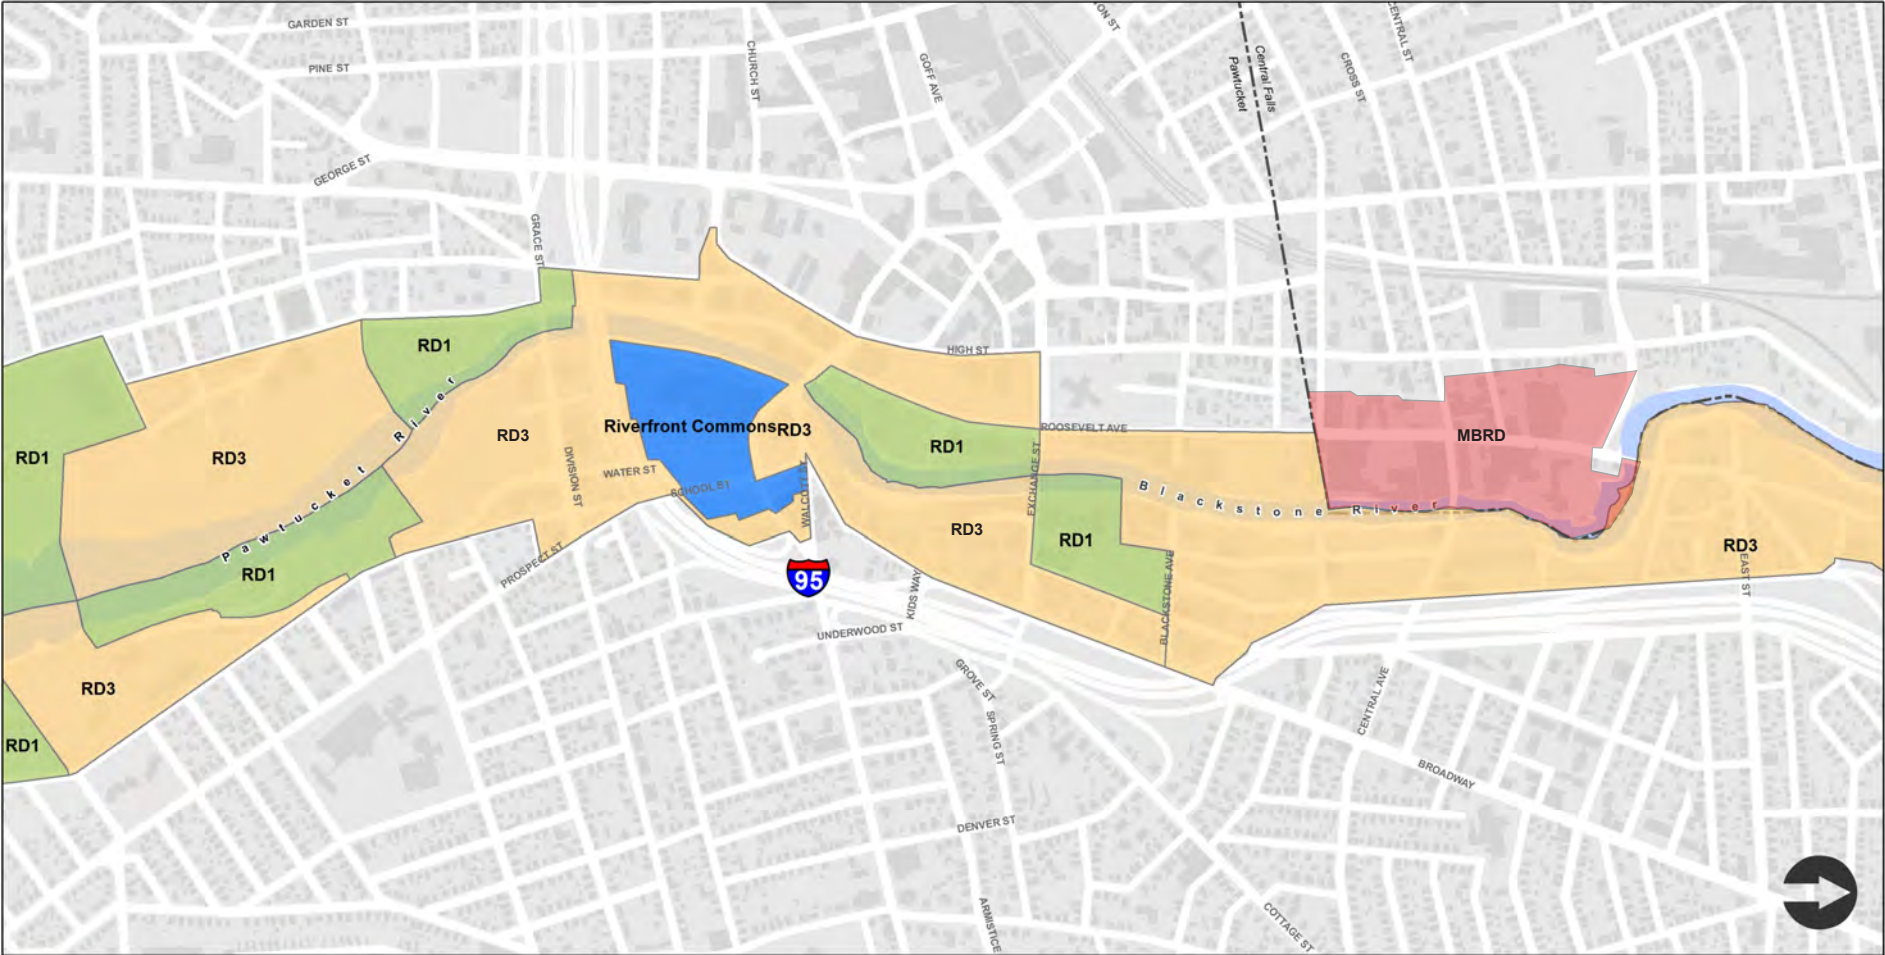 GARDEN ST
PINE ST
GEORGE ST
GRACE ST
CHURCH ST
GOFF AVE
ON ST
Central Falls
Pawtucket
CROSS ST
CENTRAL ST
HIGH ST
RD1
RD1
RD3
RD3
Pawtucket River
RD1
RD3
RD1
DIVISION ST
WATER ST
SCHOOL ST
Riverfront Commons
RD3
WALCOTT ST
PROSPECT ST
RD1
ROOSEVELT AVE
EXCHANGE ST
RD3
RD1
Blackstone River
BLACKSTONE AVE
MBRD
RD3
EAST ST
95
KIDS WAY
UNDERWOOD ST
GROVE ST
SPRING ST
CENTRAL AVE
BROADWAY
DENVER ST
ARMISTICE
COTTAGE ST